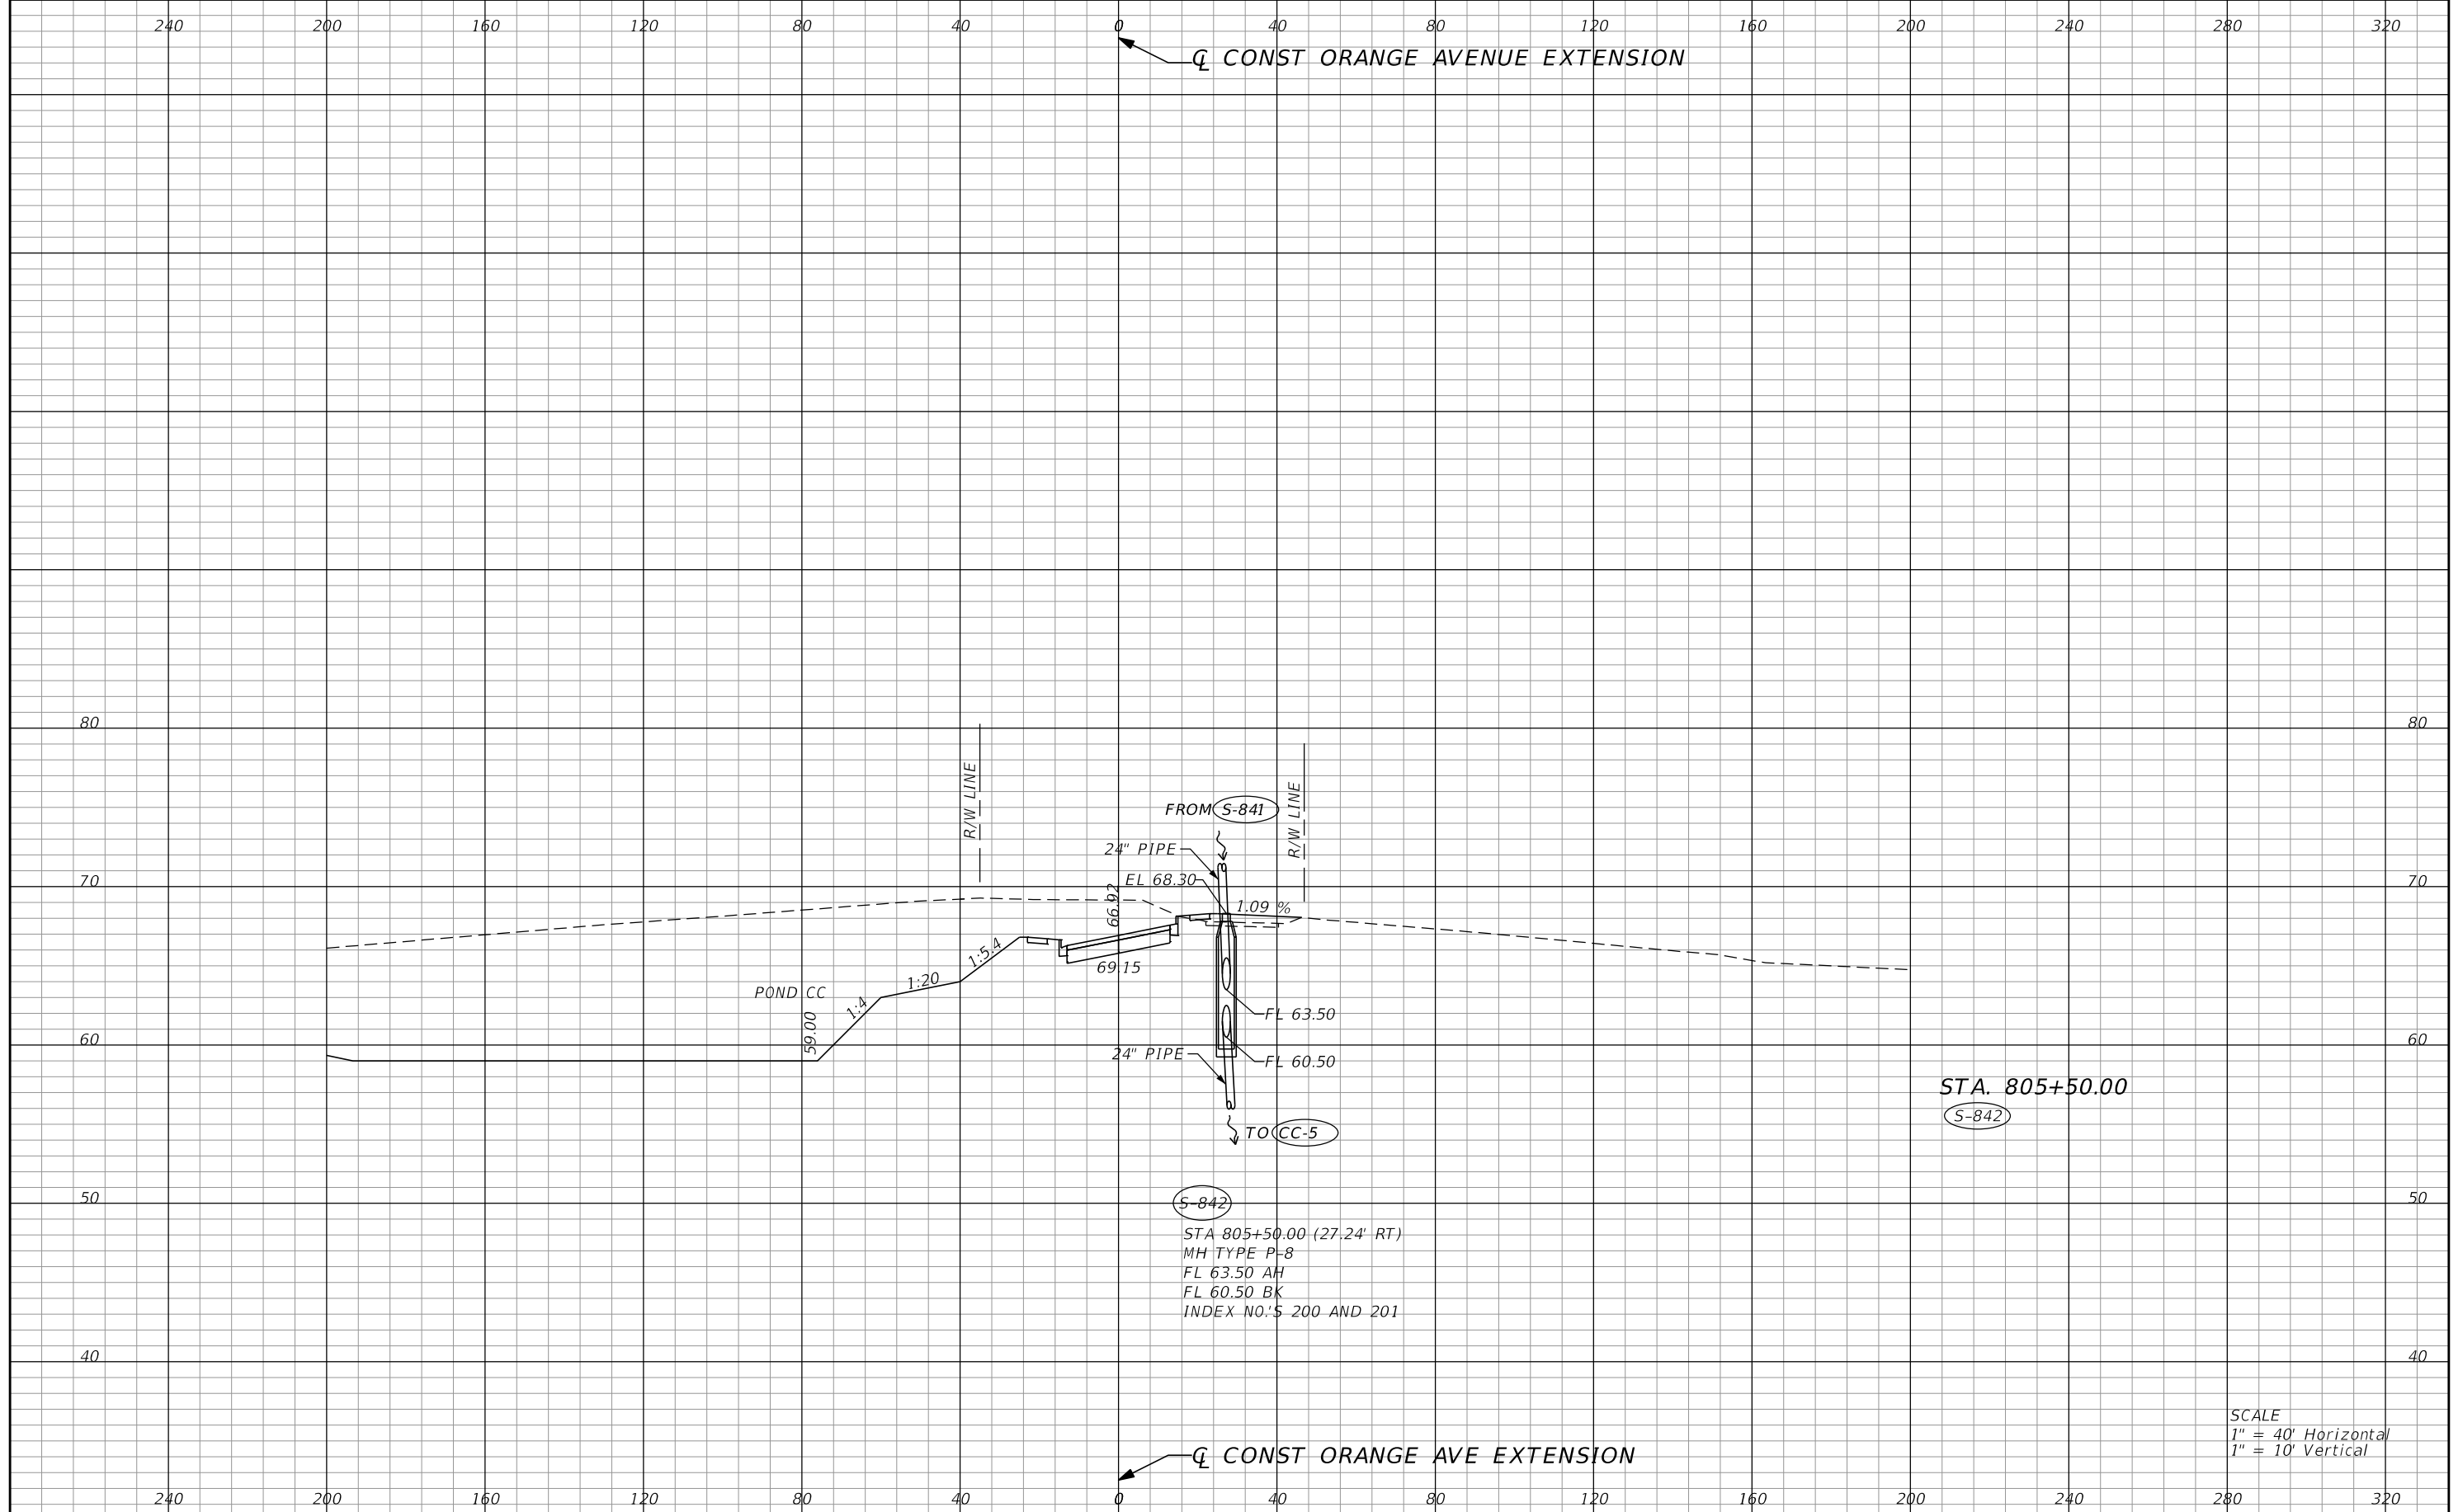 240 200 160 120 80 40 0 40 80 120 160 200 240 280 320
℄ CONST ORANGE AVENUE EXTENSION
80 80
R/W LINE
R/W LINE
FROM S-841
24" PIPE
70 70
EL 68.30
66.92
1.09 %
1:5.4
69.15
1:20
POND CC
1:4
59.00
FL 63.50
60 60
24" PIPE
FL 60.50
STA. 805+50.00
S-842
TO CC-5
50 50
S-842
STA 805+50.00 (27.24' RT)
MH TYPE P-8
FL 63.50 AH
FL 60.50 BK
INDEX NO.'S 200 AND 201
40 40
SCALE
1" = 40' Horizontal
1" = 10' Vertical
℄ CONST ORANGE AVE EXTENSION
240 200 160 120 80 40 0 40 80 120 160 200 240 280 320